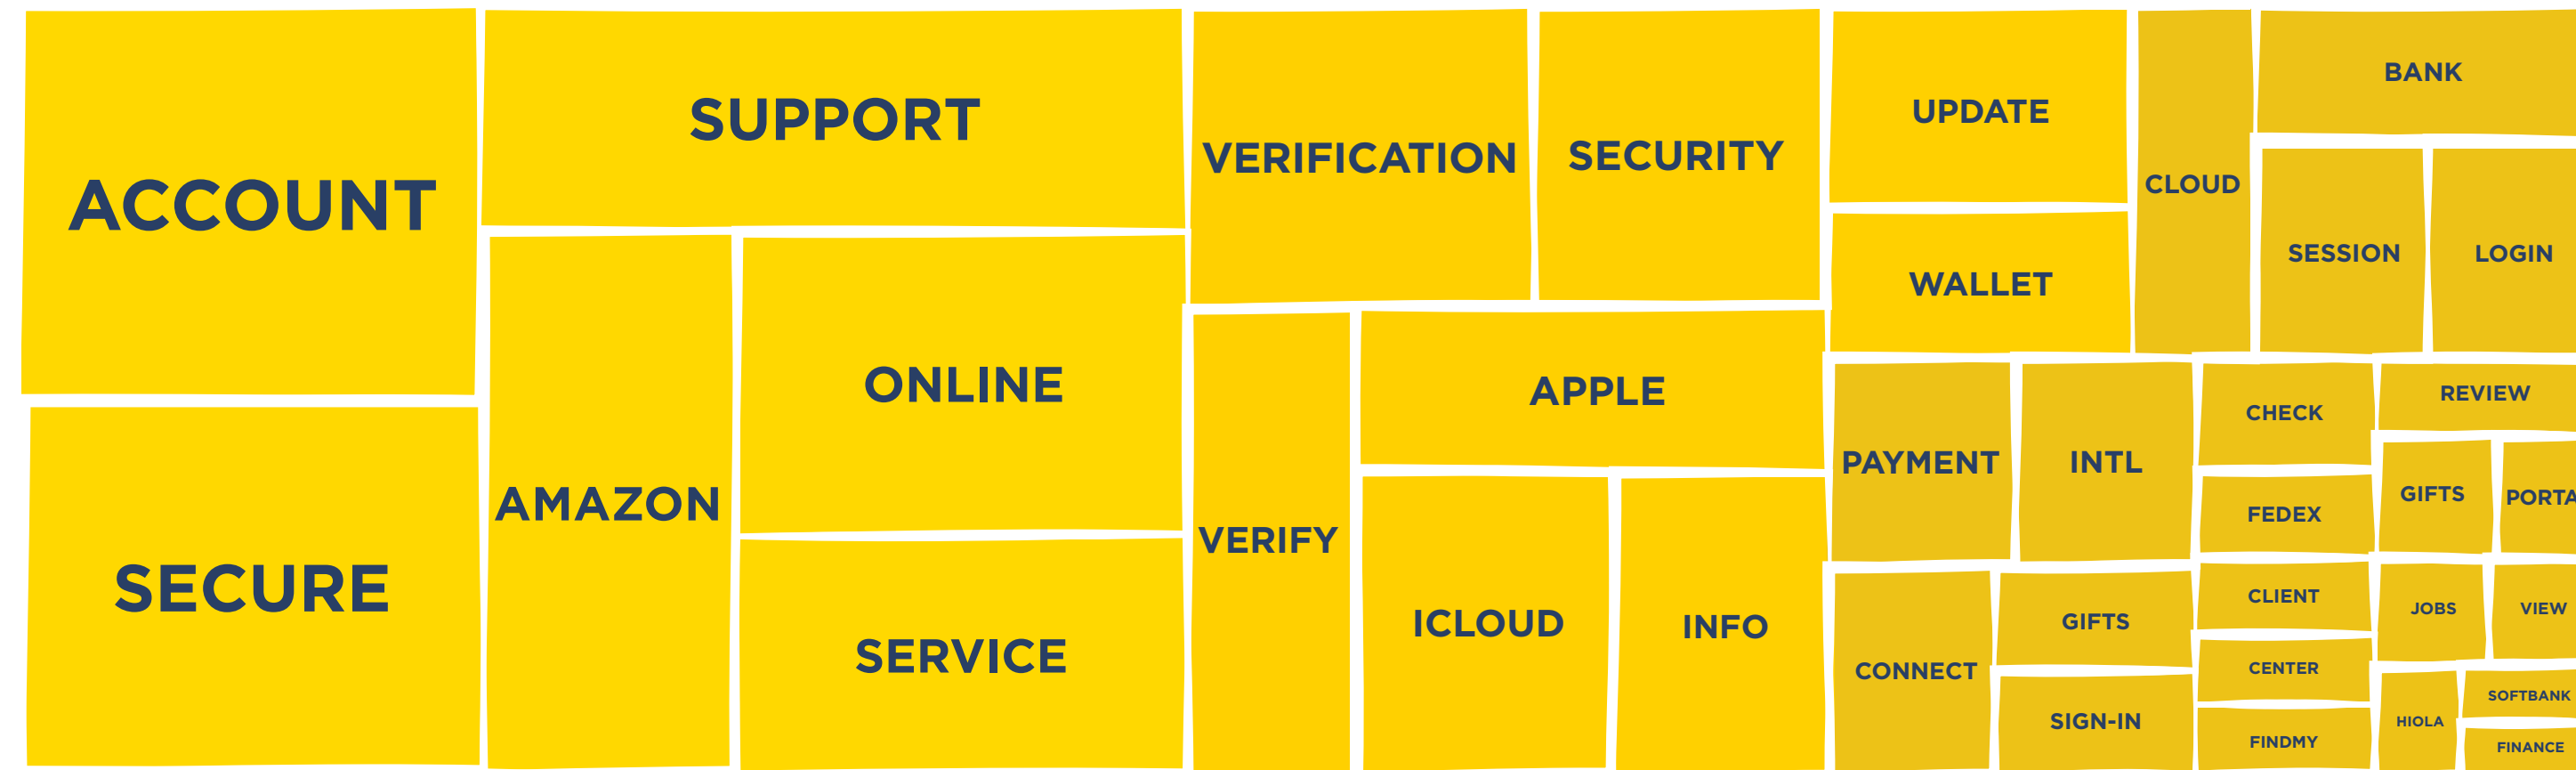 ACCOUNT
SECURE
SUPPORT
AMAZON
ONLINE
SERVICE
VERIFICATION
SECURITY
VERIFY
APPLE
ICLOUD
INFO
UPDATE
WALLET
CLOUD
BANK
SESSION
LOGIN
PAYMENT
INTL
CONNECT
GIFTS
SIGN-IN
CHECK
FEDEX
CLIENT
CENTER
FINDMY
REVIEW
GIFTS
PORTA
JOBS
VIEW
HIOLA
SOFTBANK
FINANCE